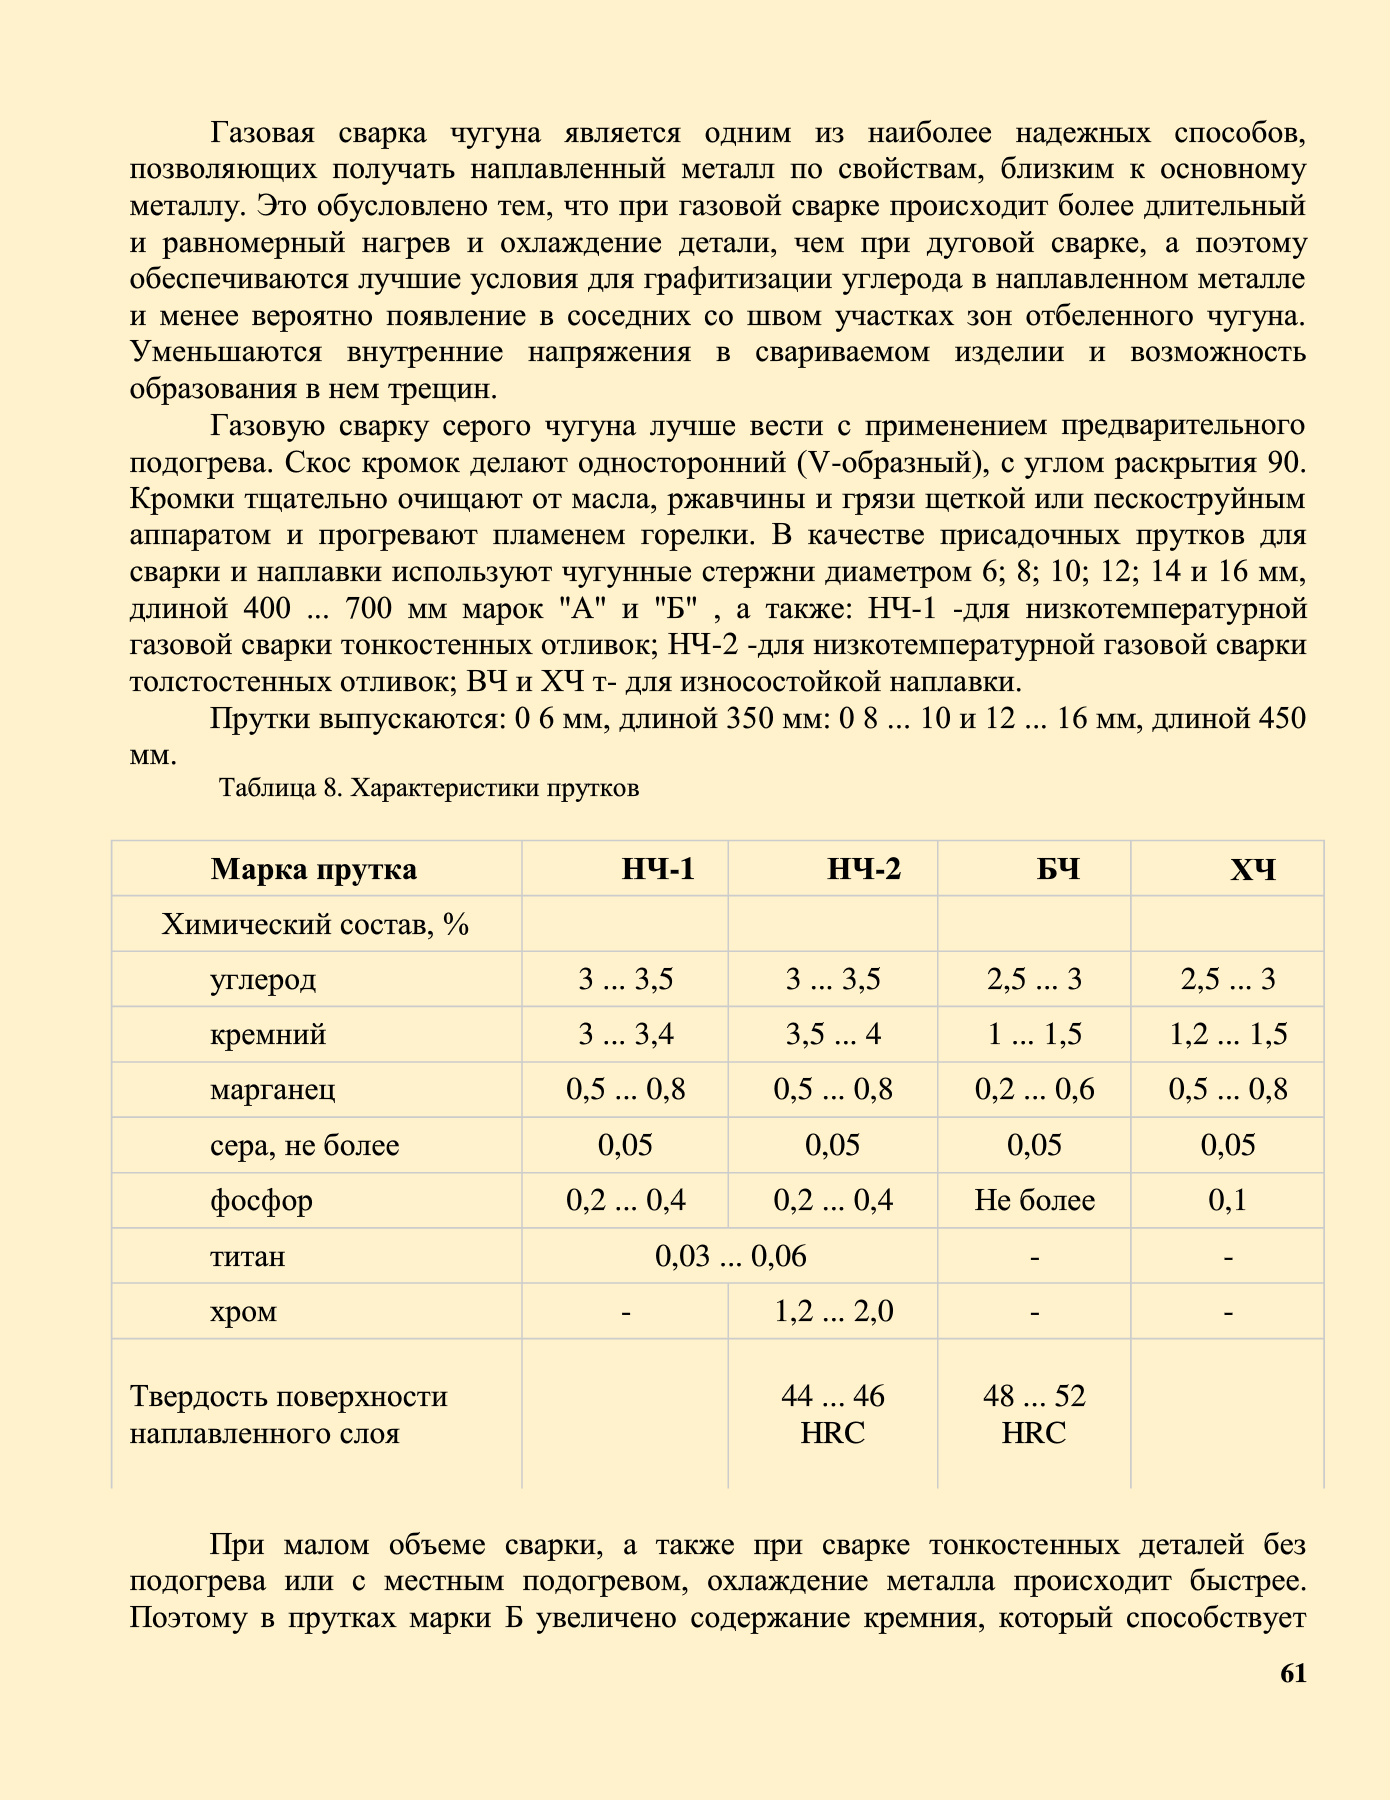 Газовая сварка чугуна является одним из наиболее надежных способов,
позволяющих получать наплавленный металл по свойствам, близким к основному
металлу. Это обусловлено тем, что при газовой сварке происходит более длительный
и равномерный нагрев и охлаждение детали, чем при дуговой сварке, а поэтому
обеспечиваются лучшие условия для графитизации углерода в наплавленном металле
и менее вероятно появление в соседних со швом участках зон отбеленного чугуна.
Уменьшаются внутренние напряжения в свариваемом изделии и возможность
образования в нем трещин.
Газовую сварку серого чугуна лучше вести с применением предварительного
подогрева. Скос кромок делают односторонний (V-образный), с углом раскрытия 90.
Кромки тщательно очищают от масла, ржавчины и грязи щеткой или пескоструйным
аппаратом и прогревают пламенем горелки. В качестве присадочных прутков для
сварки и наплавки используют чугунные стержни диаметром 6; 8; 10; 12; 14 и 16 мм,
длиной 400 ... 700 мм марок "А" и "Б" , а также: НЧ-1 -для низкотемпературной
газовой сварки тонкостенных отливок; НЧ-2 -для низкотемпературной газовой сварки
толстостенных отливок; ВЧ и ХЧ т- для износостойкой наплавки.
Прутки выпускаются: 0 6 мм, длиной 350 мм: 0 8 ... 10 и 12 ... 16 мм, длиной 450
мм.
Таблица 8. Характеристики прутков
Марка прутка НЧ-1 НЧ-2 БЧ ХЧ
Химический состав, %
углерод 3 ... 3,5 3 ... 3,5 2,5 ... 3 2,5 ... 3
кремний 3 ... 3,4 3,5 ... 4 1 ... 1,5 1,2 ... 1,5
марганец 0,5 ... 0,8 0,5 ... 0,8 0,2 ... 0,6 0,5 ... 0,8
сера, не более 0,05 0,05 0,05 0,05
фосфор 0,2 ... 0,4 0,2 ... 0,4 Не более 0,1
титан 0,03 ... 0,06 - -
хром - 1,2 ... 2,0 - -
Твердость поверхности 44 ... 46 48 ... 52
наплавленного слоя HRC HRC
При малом объеме сварки, а также при сварке тонкостенных деталей без
подогрева или с местным подогревом, охлаждение металла происходит быстрее.
Поэтому в прутках марки Б увеличено содержание кремния, который способствует
61